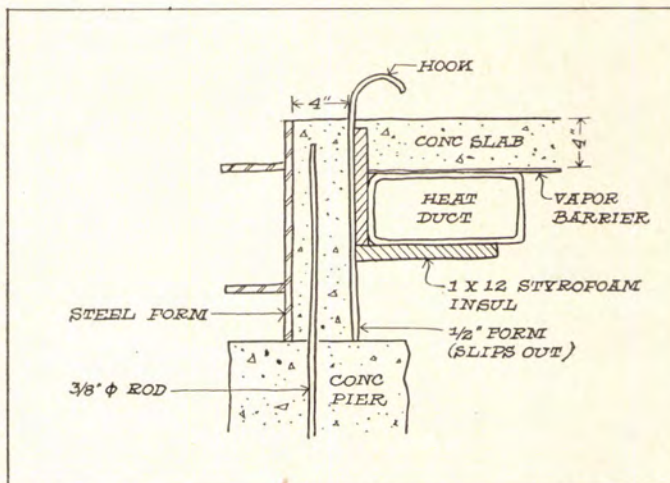 HOOK
4"
CONC SLAB
4"
HEAT
DUCT
VAPOR
BARRIER
1 X 12 STYROFOAM
INSUL
STEEL FORM
1/2" FORM
(SLIPS OUT)
3/8" φ ROD
CONC
PIER